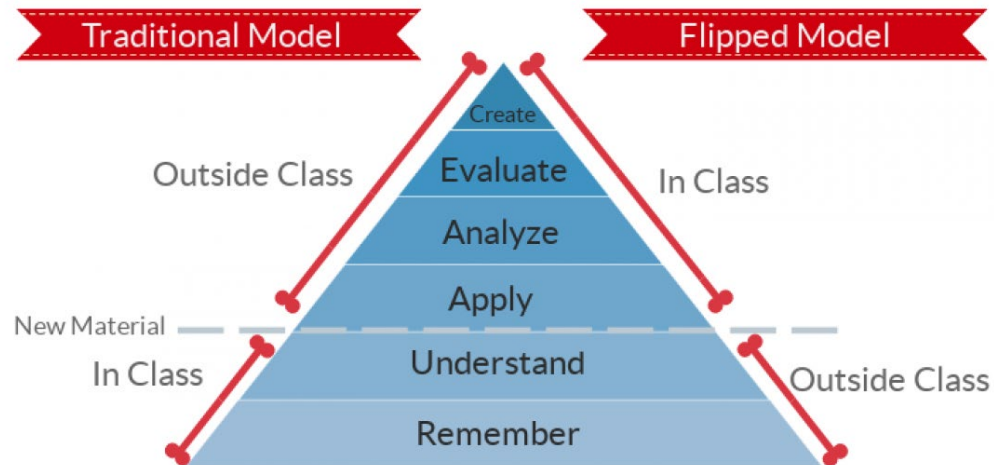 Traditional Model
Flipped Model
Create
Outside Class
Evaluate
In Class
Analyze
Apply
New Material
In Class
Understand
Outside Class
Remember